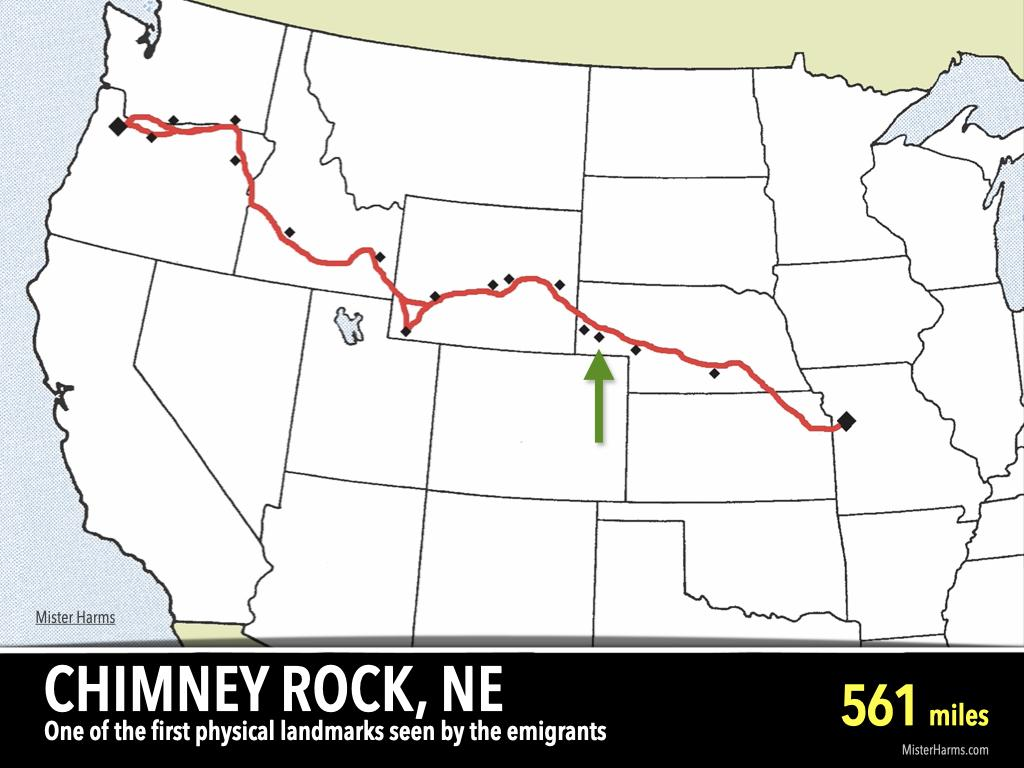 Mister Harms
CHIMNEY ROCK, NE
One of the first physical landmarks seen by the emigrants
561 miles
MisterHarms.com